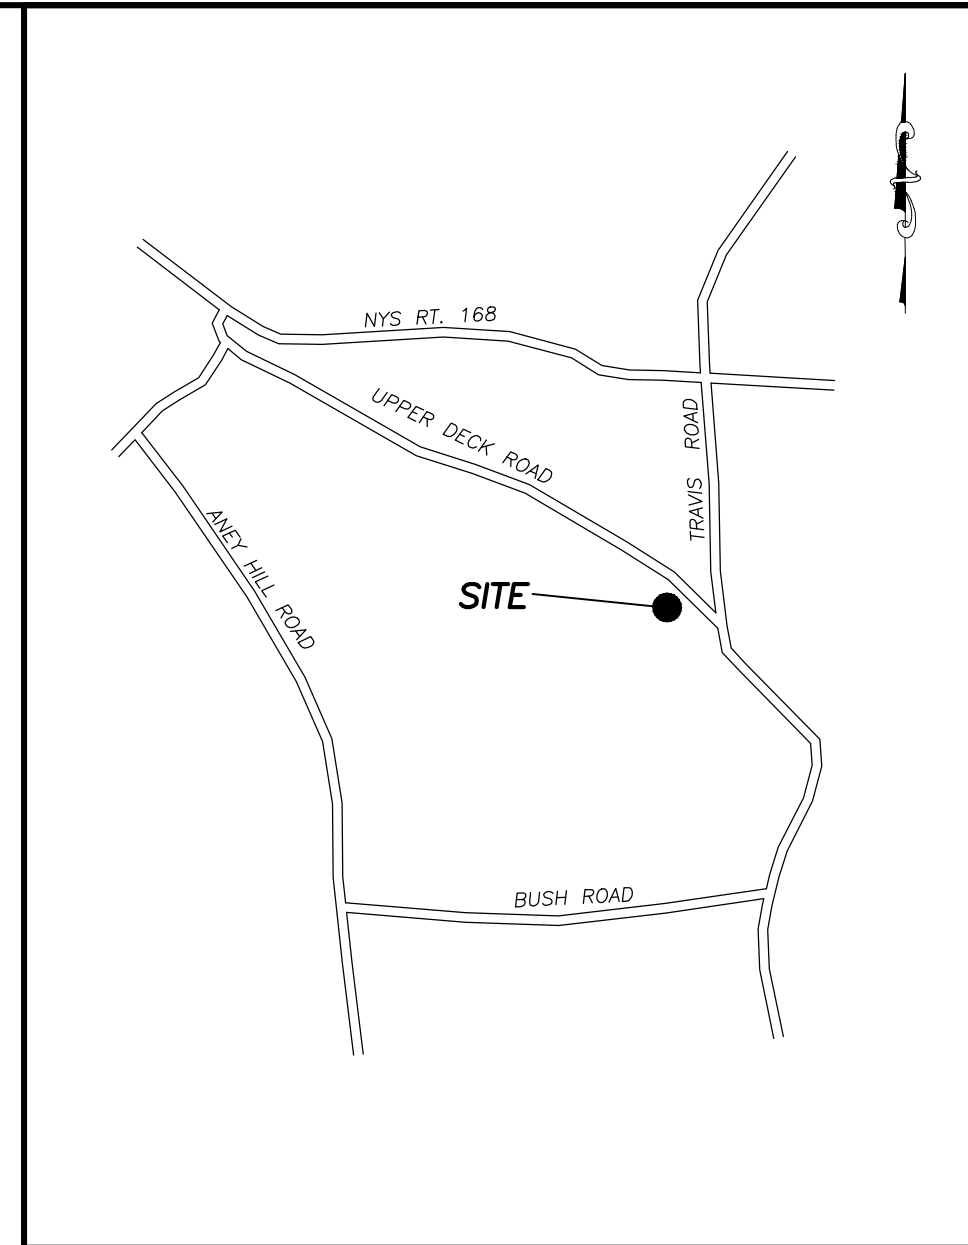 NYS RT. 168
UPPER DECK ROAD
TRAVIS ROAD
ANEY HILL ROAD
SITE
BUSH ROAD